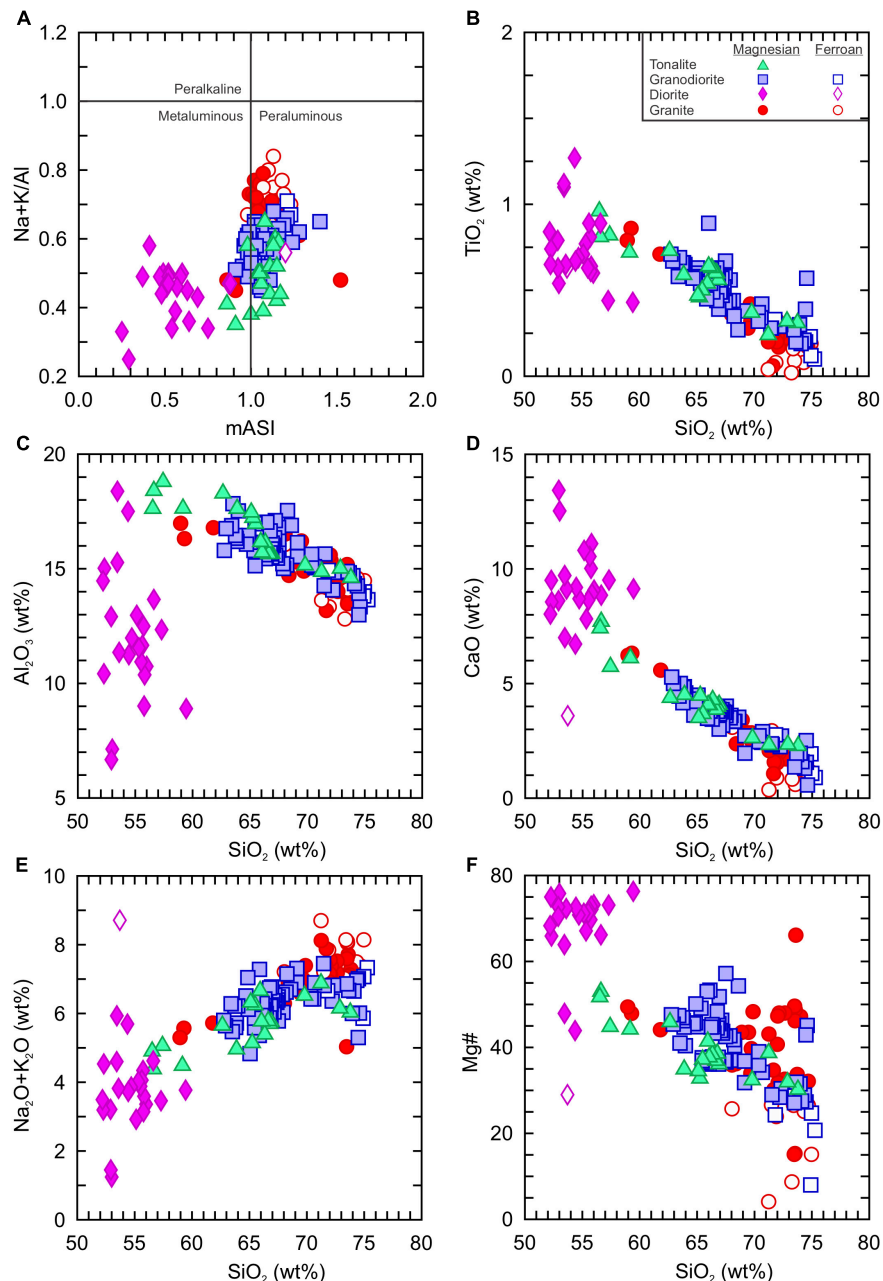 A
Na+K/Al
1.2
1.0
0.8
0.6
0.4
0.2
Peralkaline
Metaluminous Peraluminous
0.0 0.5 1.0 1.5 2.0
mASI
B
TiO2 (wt%)
2
1
0
Magnesian Ferroan
Tonalite
Granodiorite
Diorite
Granite
50 55 60 65 70 75 80
SiO2 (wt%)
C
Al2O3 (wt%)
20
15
10
5
50 55 60 65 70 75 80
SiO2 (wt%)
D
CaO (wt%)
15
10
5
0
50 55 60 65 70 75 80
SiO2 (wt%)
E
Na2O+K2O (wt%)
10
8
6
4
2
0
50 55 60 65 70 75 80
SiO2 (wt%)
F
Mg#
80
60
40
20
0
50 55 60 65 70 75 80
SiO2 (wt%)